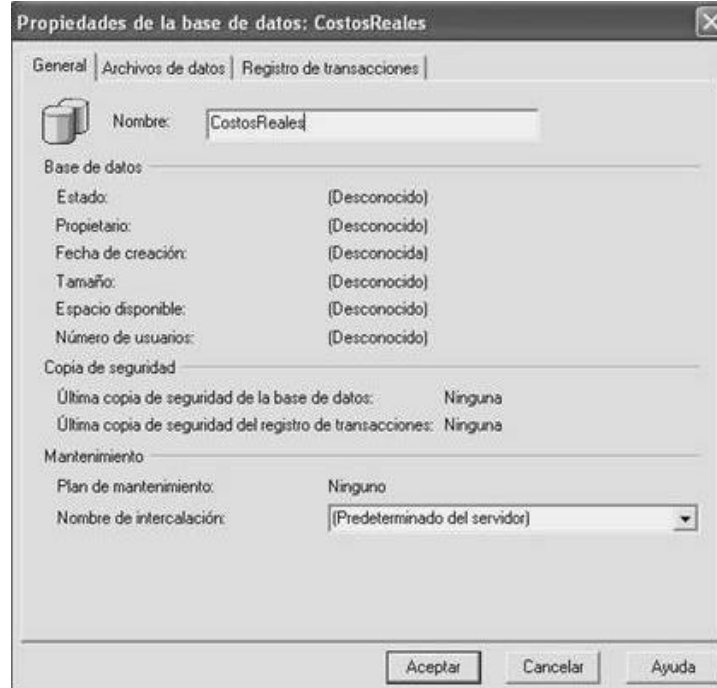 Propiedades de la base de datos: CostosReales
General Archivos de datos Registro de transacciones
Nombre: CostosReales
Base de datos
Estado: (Desconocido)
Propietario: (Desconocido)
Fecha de creación: (Desconocida)
Tamaño: (Desconocido)
Espacio disponible: (Desconocido)
Número de usuarios: (Desconocido)
Copia de seguridad
Última copia de seguridad de la base de datos: Ninguna
Última copia de seguridad del registro de transacciones: Ninguna
Mantenimiento
Plan de mantenimiento: Ninguno
Nombre de intercalación: (Predeterminado del servidor)
Aceptar Cancelar Ayuda